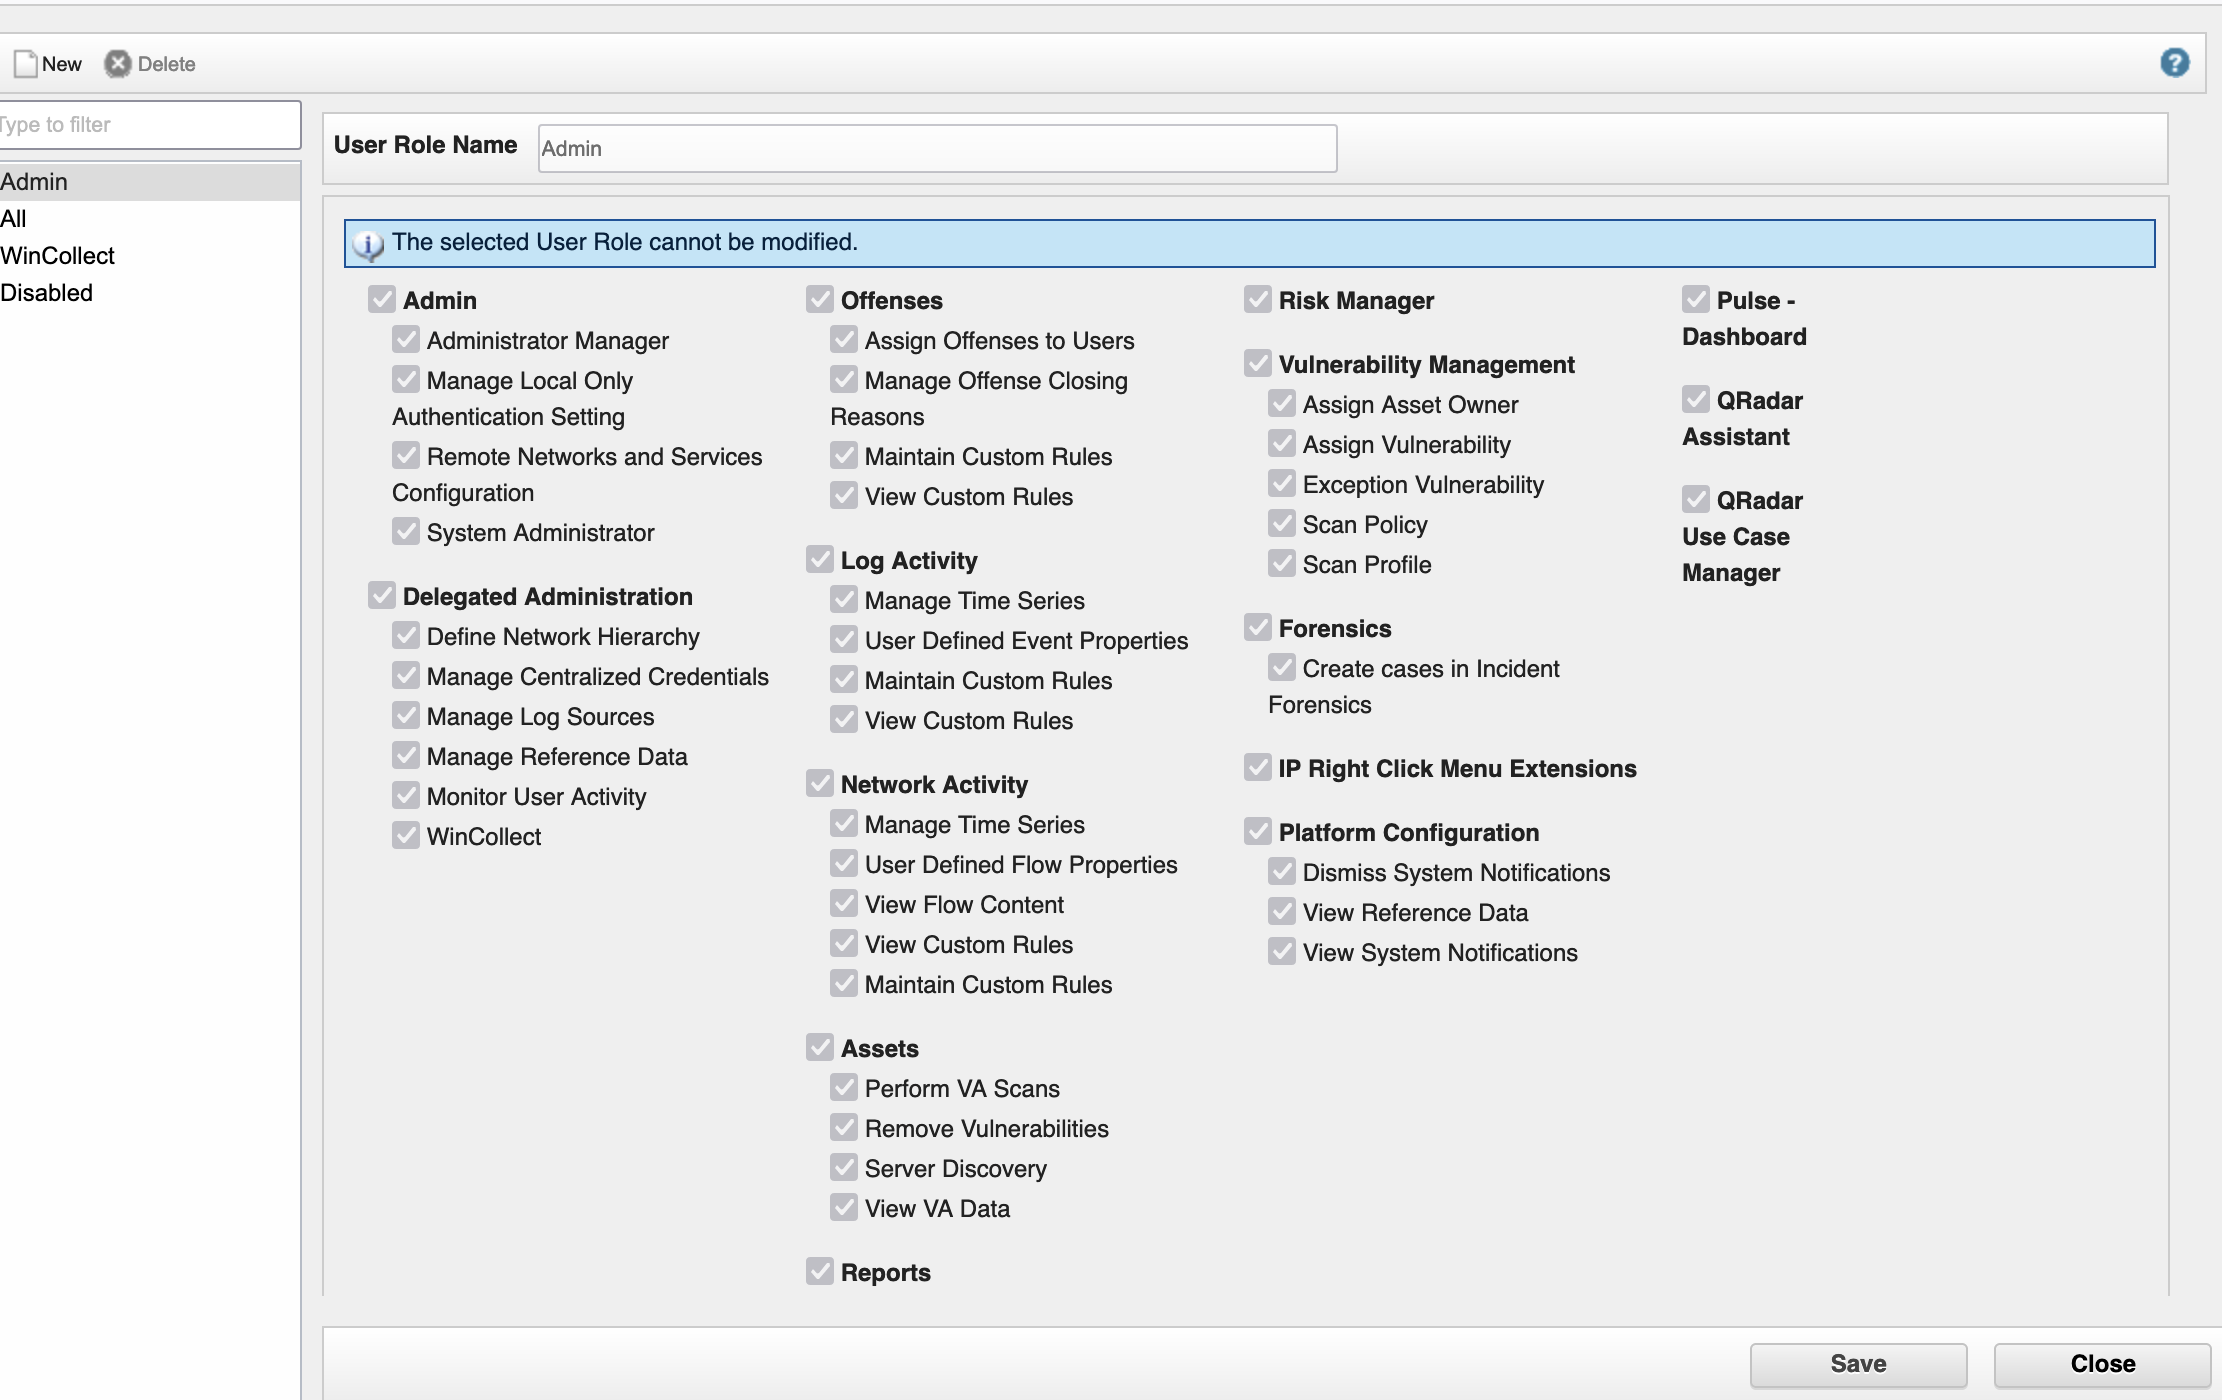 New Delete
Type to filter
Admin
All
WinCollect
Disabled
User Role Name Admin
The selected User Role cannot be modified.
Admin
Administrator Manager
Manage Local Only
Authentication Setting
Remote Networks and Services
Configuration
System Administrator
Delegated Administration
Define Network Hierarchy
Manage Centralized Credentials
Manage Log Sources
Manage Reference Data
Monitor User Activity
WinCollect
Offenses
Assign Offenses to Users
Manage Offense Closing
Reasons
Maintain Custom Rules
View Custom Rules
Log Activity
Manage Time Series
User Defined Event Properties
Maintain Custom Rules
View Custom Rules
Network Activity
Manage Time Series
User Defined Flow Properties
View Flow Content
View Custom Rules
Maintain Custom Rules
Assets
Perform VA Scans
Remove Vulnerabilities
Server Discovery
View VA Data
Reports
Risk Manager
Vulnerability Management
Assign Asset Owner
Assign Vulnerability
Exception Vulnerability
Scan Policy
Scan Profile
Forensics
Create cases in Incident
Forensics
IP Right Click Menu Extensions
Platform Configuration
Dismiss System Notifications
View Reference Data
View System Notifications
Pulse -
Dashboard
QRadar
Assistant
QRadar
Use Case
Manager
Save Close